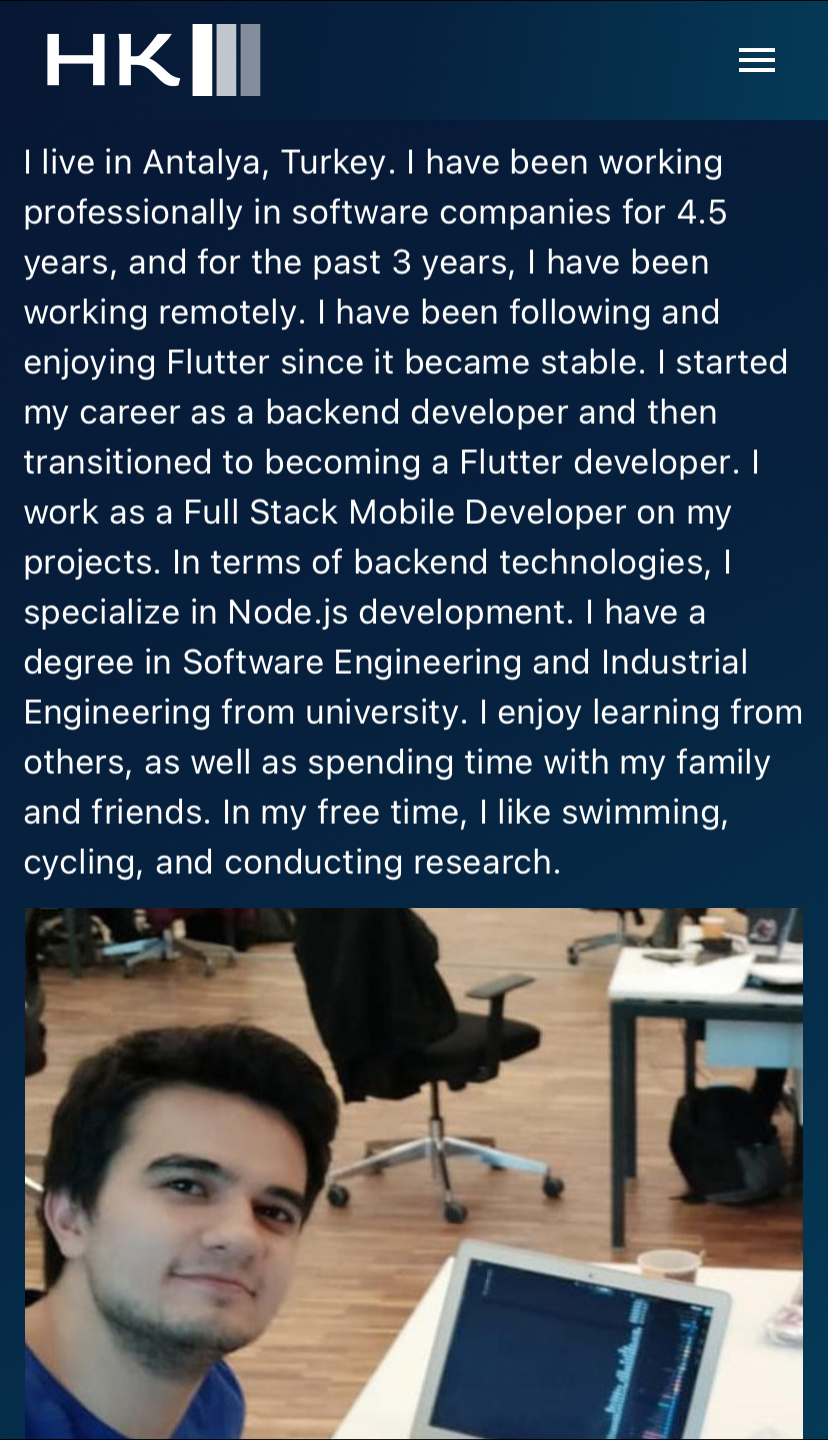 HK
I live in Antalya, Turkey. I have been working
professionally in software companies for 4.5
years, and for the past 3 years, I have been
working remotely. I have been following and
enjoying Flutter since it became stable. I started
my career as a backend developer and then
transitioned to becoming a Flutter developer. I
work as a Full Stack Mobile Developer on my
projects. In terms of backend technologies, I
specialize in Node.js development. I have a
degree in Software Engineering and Industrial
Engineering from university. I enjoy learning from
others, as well as spending time with my family
and friends. In my free time, I like swimming,
cycling, and conducting research.